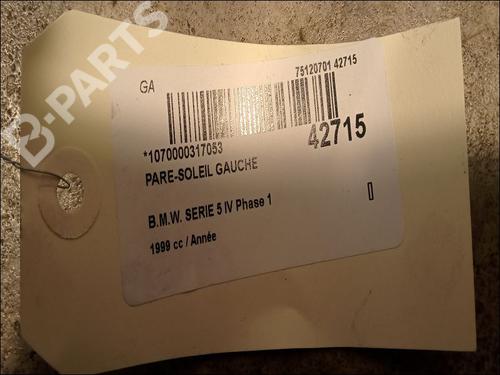 B-PARTS
GA
75120701 42715
*1070000317053
42715
PARE-SOLEIL GAUCHE
B.M.W. SERIE 5 IV Phase 1
1999 cc / Année